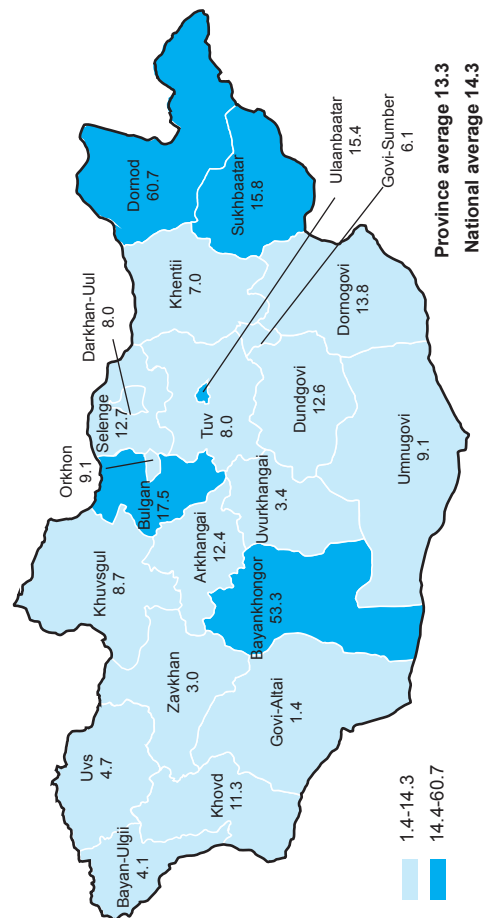 Bayan-Ulgii
4.1
Uvs
4.7
Khovd
11.3
Zavkhan
3.0
Govi-Altai
1.4
Khuvsgul
8.7
Arkhangai
12.4
Bayankhongor
53.3
Orkhon
9.1
Bulgan
17.5
Uvurkhangai
3.4
Selenge
12.7
Darkhan-Uul
8.0
Tuv
8.0
Dundgovi
12.6
Umnugovi
9.1
Khentii
7.0
Dornogovi
13.8
Dornod
60.7
Sukhbaatar
15.8
Ulaanbaatar
15.4
Govi-Sumber
6.1
1.4-14.3
14.4-60.7
Province average 13.3
National average 14.3